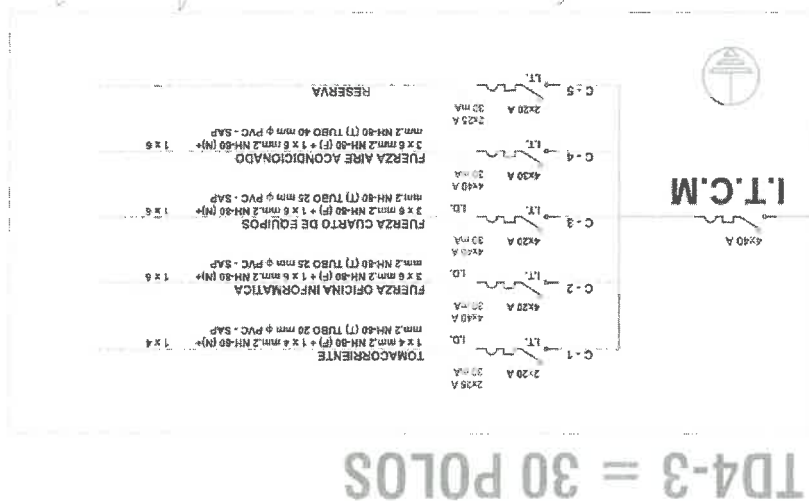 TD4-3 = 30 POLOS
4x40 A
I.T.C.M
C - 1
2x20 A
I.T.
2x25 A
30 mA
I.D.
TOMACORRIENTE
1 x 4 mm.2 NH-80 (F) + 1 x 4 mm.2 NH-80 (N)+ 1 x 4
mm.2 NH-80 (T) TUBO 20 mm φ PVC - SAP
C - 2
4x20 A
I.T.
4x40 A
30 mA
I.D.
FUERZA OFICINA INFORMATICA
3 x 6 mm.2 NH-80 (F) + 1 x 6 mm.2 NH-80 (N)+ 1 x 6
mm.2 NH-80 (T) TUBO 25 mm φ PVC - SAP
C - 3
4x20 A
I.T.
4x40 A
30 mA
I.D.
FUERZA CUARTO DE EQUIPOS
3 x 6 mm.2 NH-80 (F) + 1 x 6 mm.2 NH-80 (N)+ 1 x 6
mm.2 NH-80 (T) TUBO 25 mm φ PVC - SAP
C - 4
4x30 A
I.T.
4x40 A
30 mA
FUERZA AIRE ACONDICIONADO
3 x 6 mm.2 NH-80 (F) + 1 x 6 mm.2 NH-80 (N)+ 1 x 6
mm.2 NH-80 (T) TUBO 40 mm φ PVC - SAP
C - 5
2x20 A
I.T.
2x25 A
30 mA
RESERVA